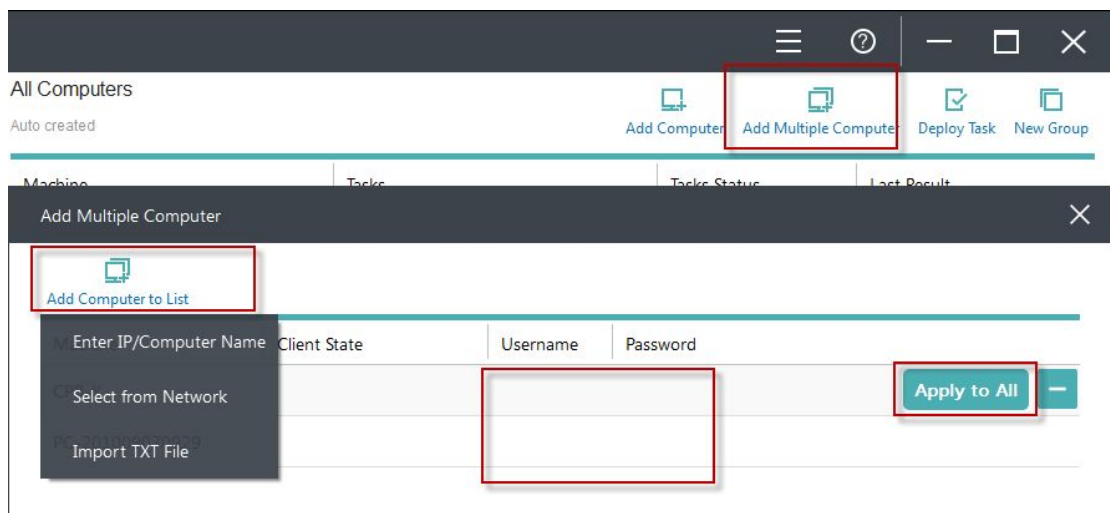 All Computers
Auto created
Add Computer
Add Multiple Computer
Deploy Task
New Group
Machine Tasks Tasks Status Last Result
Add Multiple Computer
Add Computer to List
Enter IP/Computer Name
Client State Username Password
Select from Network
Apply to All
Import TXT File